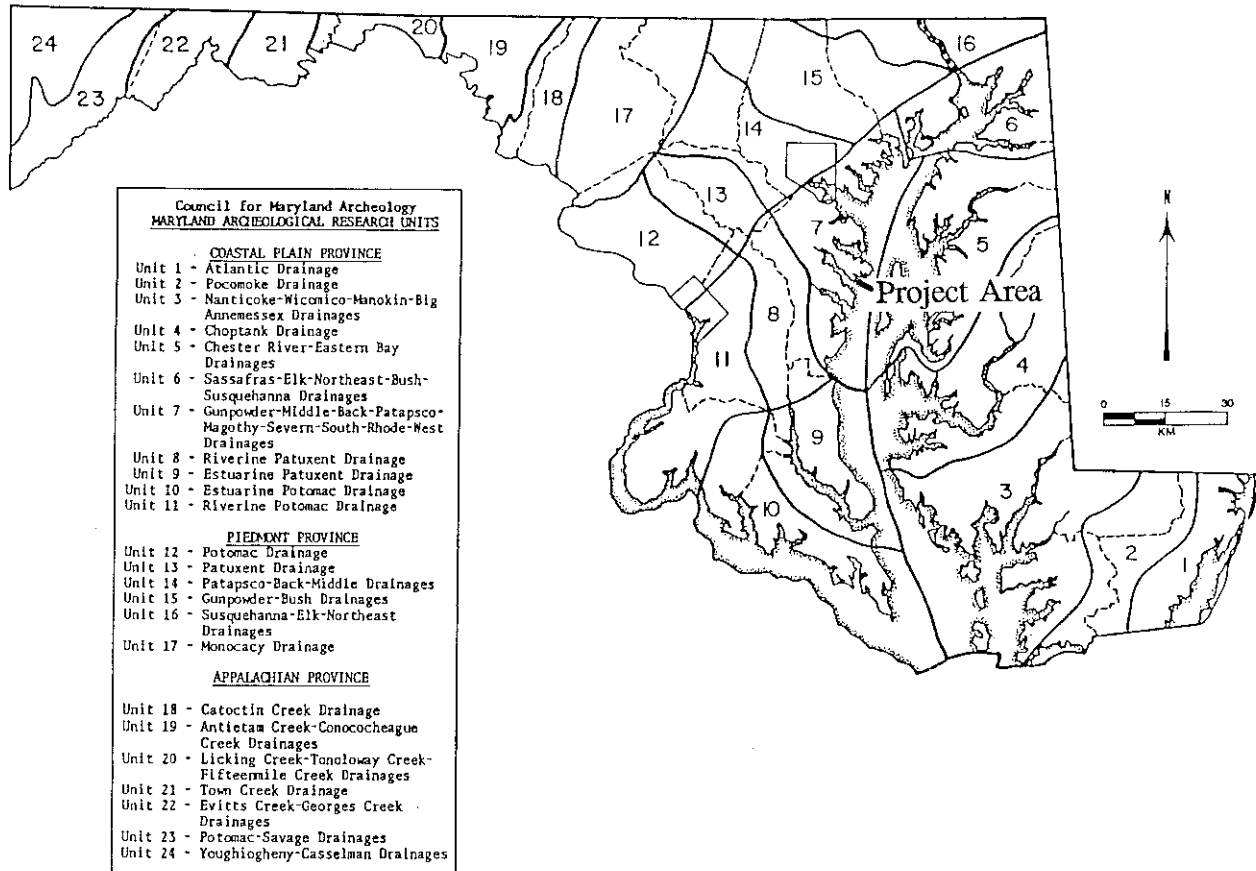 24
22
21
20
19
18
17
16
15
14
6
23
13
12
7
5
Project Area
8
11
4
9
10
3
2
1
N
0 15 30
KM
Council for Maryland Archeology
MARYLAND ARCHEOLOGICAL RESEARCH UNITS
COASTAL PLAIN PROVINCE
Unit 1 - Atlantic Drainage
Unit 2 - Pocomoke Drainage
Unit 3 - Nanticoke-Wicomico-Manokin-Big
Annemessex Drainages
Unit 4 - Choptank Drainage
Unit 5 - Chester River-Eastern Bay
Drainages
Unit 6 - Sassafras-Elk-Northeast-Bush-
Susquehanna Drainages
Unit 7 - Gunpowder-Middle-Back-Patapsco-
Magothy-Severn-South-Rhode-West
Drainages
Unit 8 - Riverine Patuxent Drainage
Unit 9 - Estuarine Patuxent Drainage
Unit 10 - Estuarine Potomac Drainage
Unit 11 - Riverine Potomac Drainage
PIEDMONT PROVINCE
Unit 12 - Potomac Drainage
Unit 13 - Patuxent Drainage
Unit 14 - Patapsco-Back-Middle Drainages
Unit 15 - Gunpowder-Bush Drainages
Unit 16 - Susquehanna-Elk-Northeast
Drainages
Unit 17 - Monocacy Drainage
APPALACHIAN PROVINCE
Unit 18 - Catoctin Creek Drainage
Unit 19 - Antietam Creek-Conococheague
Creek Drainages
Unit 20 - Licking Creek-Tonoloway Creek-
Fifteenmile Creek Drainages
Unit 21 - Town Creek Drainage
Unit 22 - Evitts Creek-Georges Creek
Drainages
Unit 23 - Potomac-Savage Drainages
Unit 24 - Youghiogheny-Casselman Drainages